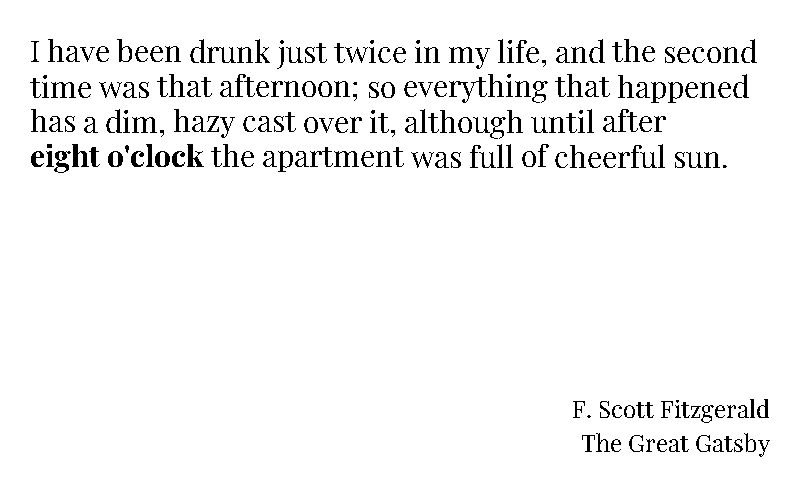 I have been drunk just twice in my life, and the second
time was that afternoon; so everything that happened
has a dim, hazy cast over it, although until after
eight o'clock the apartment was full of cheerful sun.
F. Scott Fitzgerald
The Great Gatsby